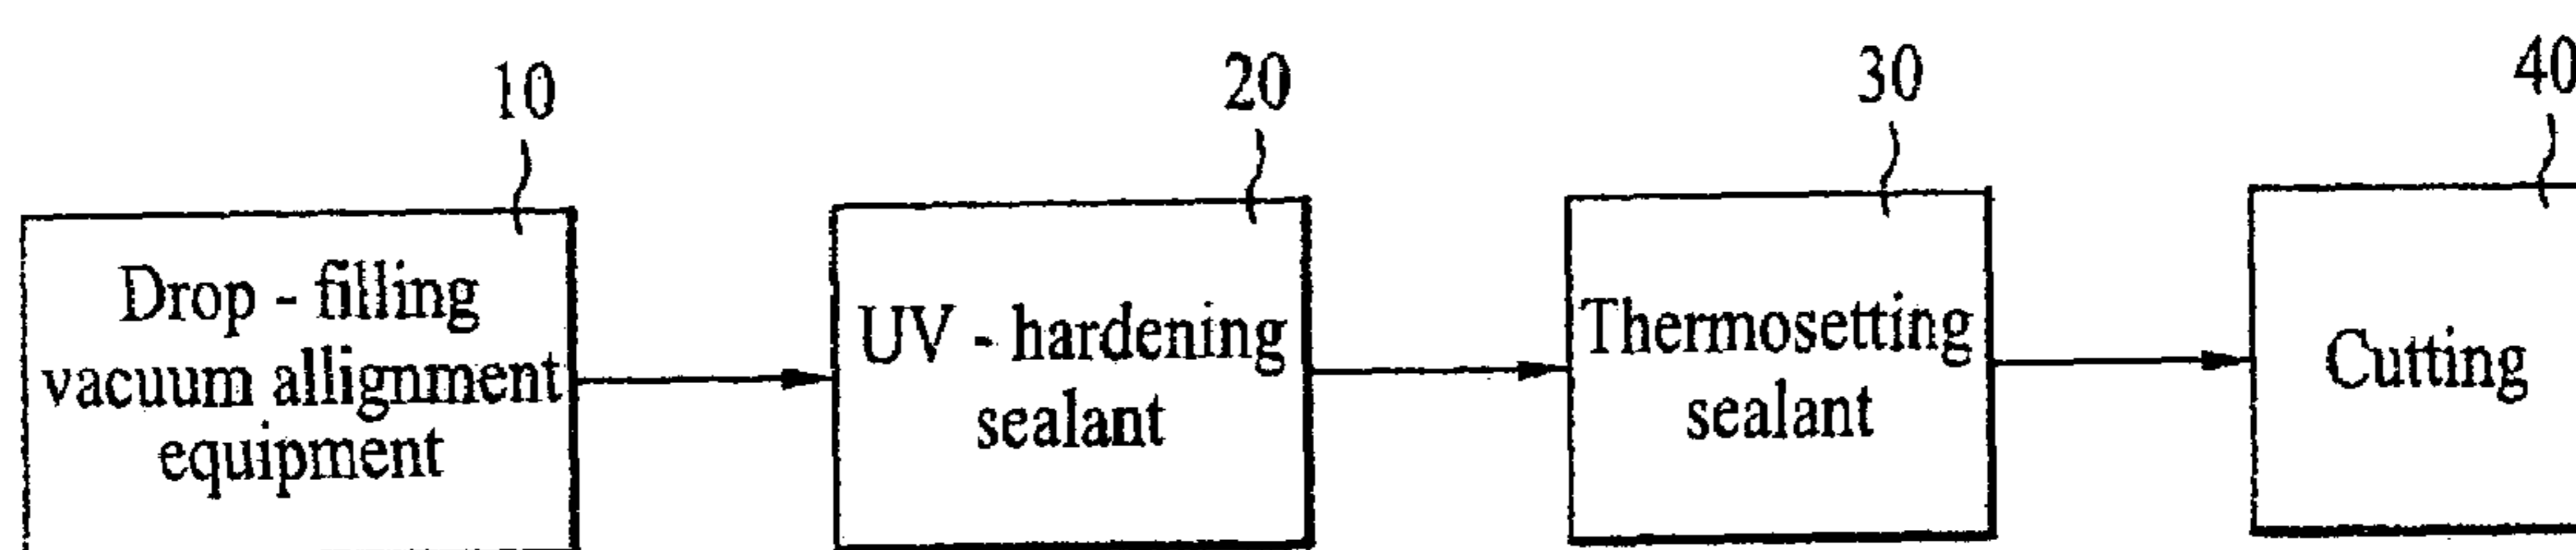 10
20
30
40
Drop - filling
vacuum allignment
equipment
UV - hardening
sealant
Thermosetting
sealant
Cutting